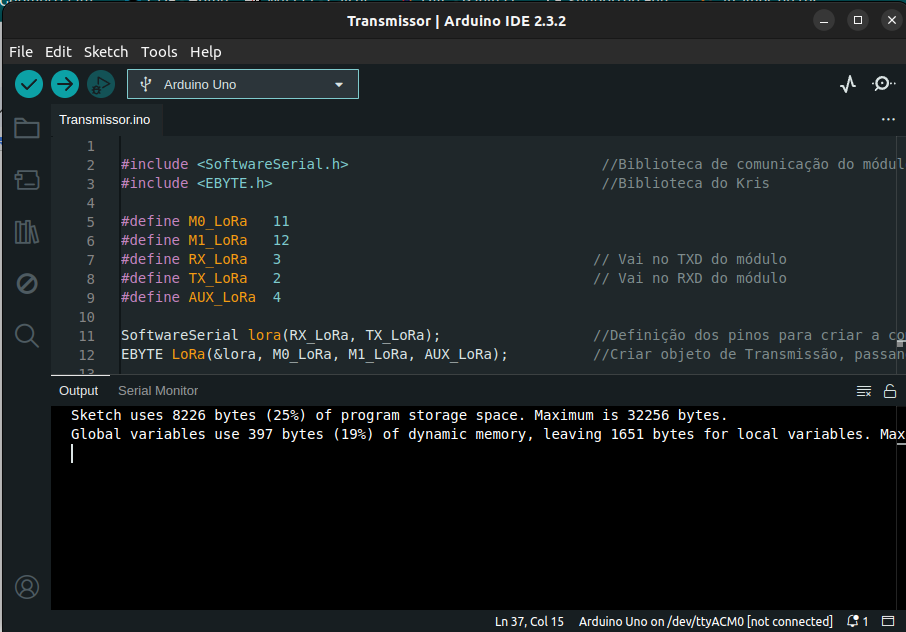 Transmissor | Arduino IDE 2.3.2
File Edit Sketch Tools Help
Arduino Uno
Transmissor.ino
1
2 #include <SoftwareSerial.h> //Biblioteca de comunicação do módul
3 #include <EBYTE.h> //Biblioteca do Kris
4
5 #define M0_LoRa 11
6 #define M1_LoRa 12
7 #define RX_LoRa 3 // Vai no TXD do módulo
8 #define TX_LoRa 2 // Vai no RXD do módulo
9 #define AUX_LoRa 4
10
11 SoftwareSerial lora(RX_LoRa, TX_LoRa); //Definição dos pinos para criar a co
12 EBYTE LoRa(&lora, M0_LoRa, M1_LoRa, AUX_LoRa); //Criar objeto de Transmissão, passan
13
Output Serial Monitor
Sketch uses 8226 bytes (25%) of program storage space. Maximum is 32256 bytes.
Global variables use 397 bytes (19%) of dynamic memory, leaving 1651 bytes for local variables. Max
Ln 37, Col 15 Arduino Uno on /dev/ttyACM0 [not connected] 1